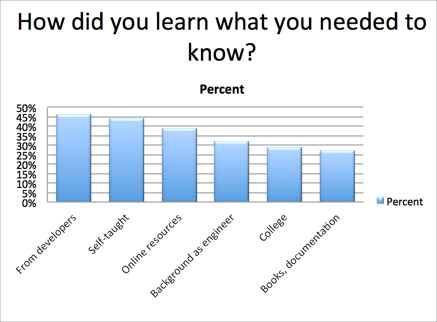 How did you learn what you needed to
know?
Percent
50%
45%
40%
35%
30%
25%
20%
15%
10%
5%
0%
From developers
Self-taught
Online resources
Background as engineer
College
Books, documentation
Percent